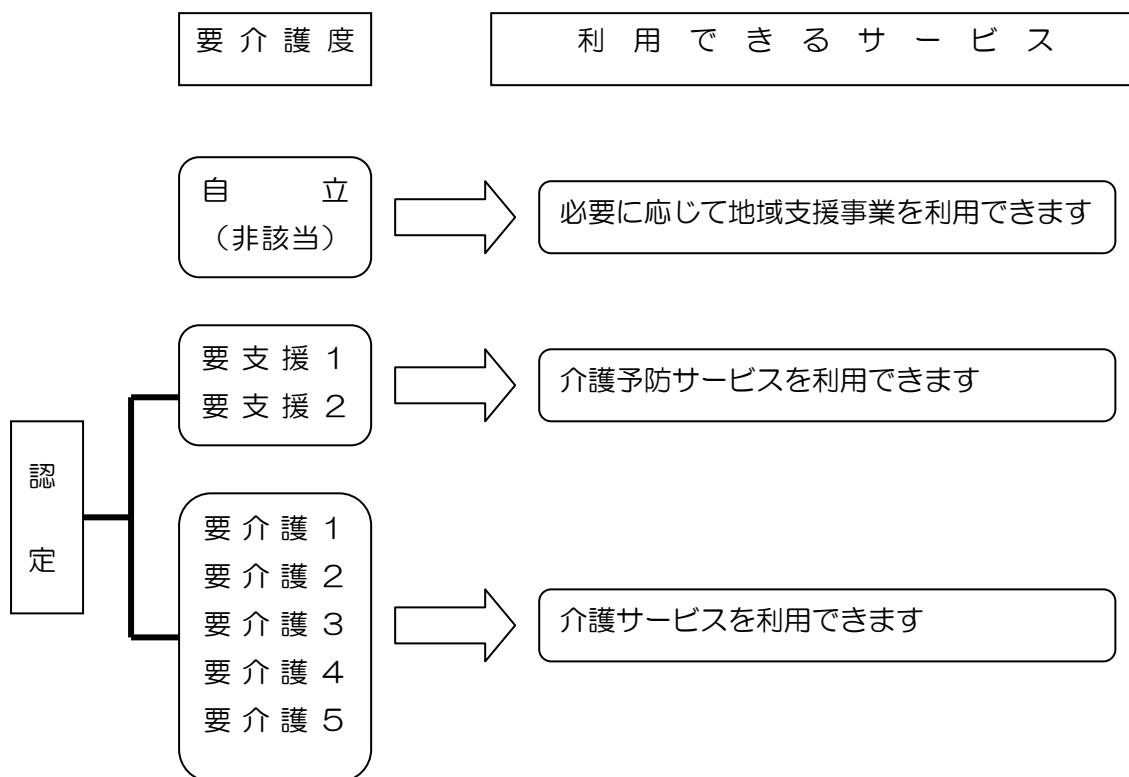 要介護度
利用できるサービス
自　立
（非該当）
必要に応じて地域支援事業を利用できます
要支援１
要支援２
介護予防サービスを利用できます
認
定
要介護１
要介護２
要介護３
要介護４
要介護５
介護サービスを利用できます